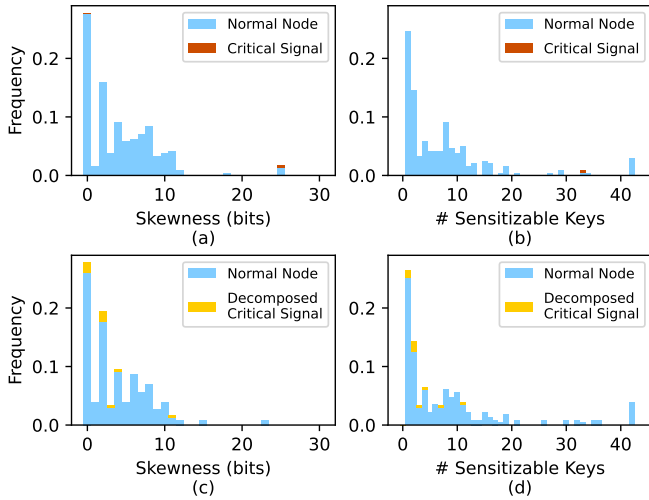 Normal Node
Critical Signal
Frequency
0.2
0.1
0.0
0
10
20
30
Skewness (bits)
(a)
Normal Node
Critical Signal
0.2
0.1
0.0
0
10
20
30
40
# Sensitizable Keys
(b)
Normal Node
Decomposed
Critical Signal
Frequency
0.2
0.1
0.0
0
10
20
30
Skewness (bits)
(c)
Normal Node
Decomposed
Critical Signal
0.2
0.1
0.0
0
10
20
30
40
# Sensitizable Keys
(d)